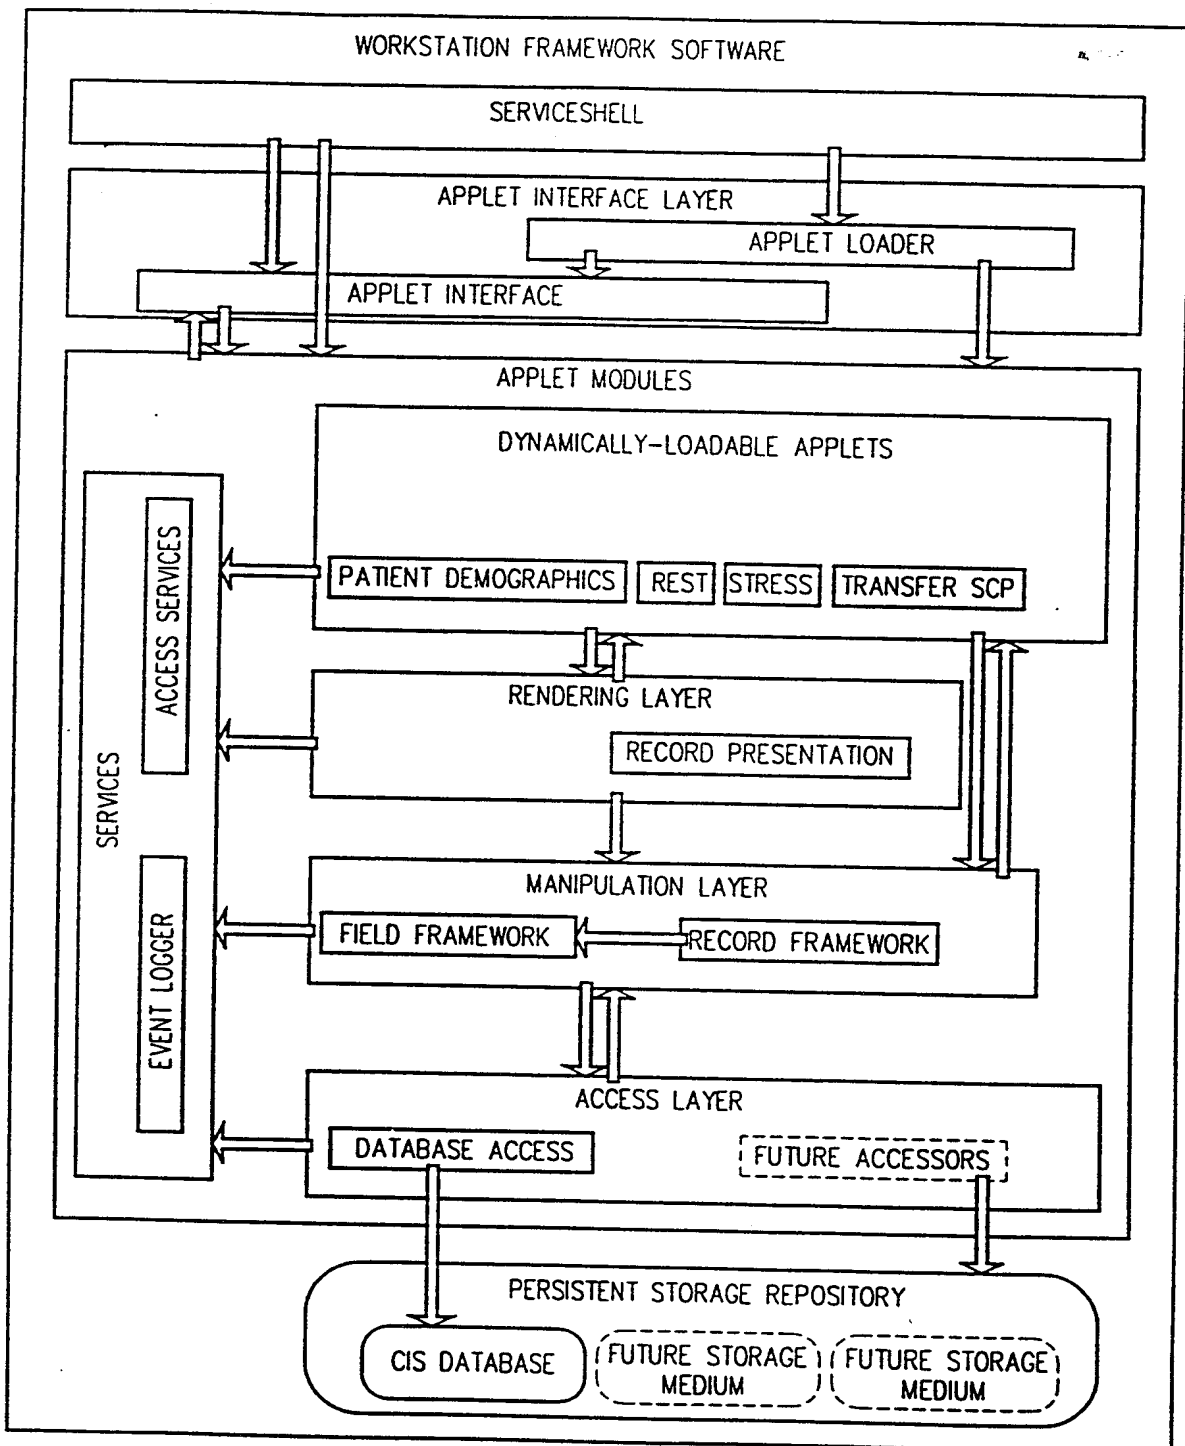 WORKSTATION FRAMEWORK SOFTWARE
SERVICESHELL
APPLET INTERFACE LAYER
APPLET LOADER
APPLET INTERFACE
APPLET MODULES
DYNAMICALLY-LOADABLE APPLETS
PATIENT DEMOGRAPHICS
REST
STRESS
TRANSFER SCP
SERVICES
ACCESS SERVICES
EVENT LOGGER
RENDERING LAYER
RECORD PRESENTATION
MANIPULATION LAYER
FIELD FRAMEWORK
RECORD FRAMEWORK
ACCESS LAYER
DATABASE ACCESS
FUTURE ACCESSORS
PERSISTENT STORAGE REPOSITORY
CIS DATABASE
FUTURE STORAGE
MEDIUM
FUTURE STORAGE
MEDIUM